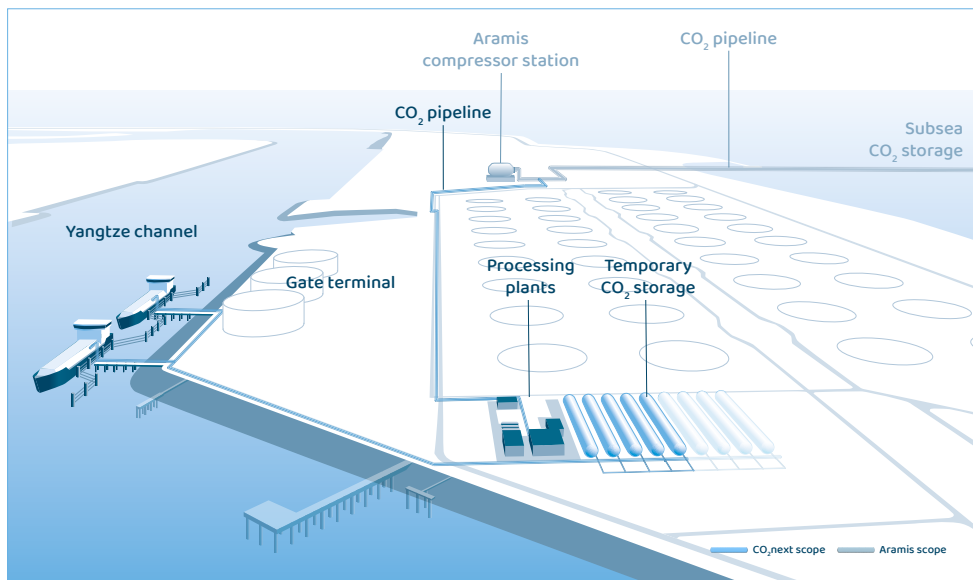 Aramis
compressor station
CO₂ pipeline
CO₂ pipeline
Subsea
CO₂ storage
Yangtze channel
Gate terminal
Processing
plants
Temporary
CO₂ storage
CO₂next scope
Aramis scope